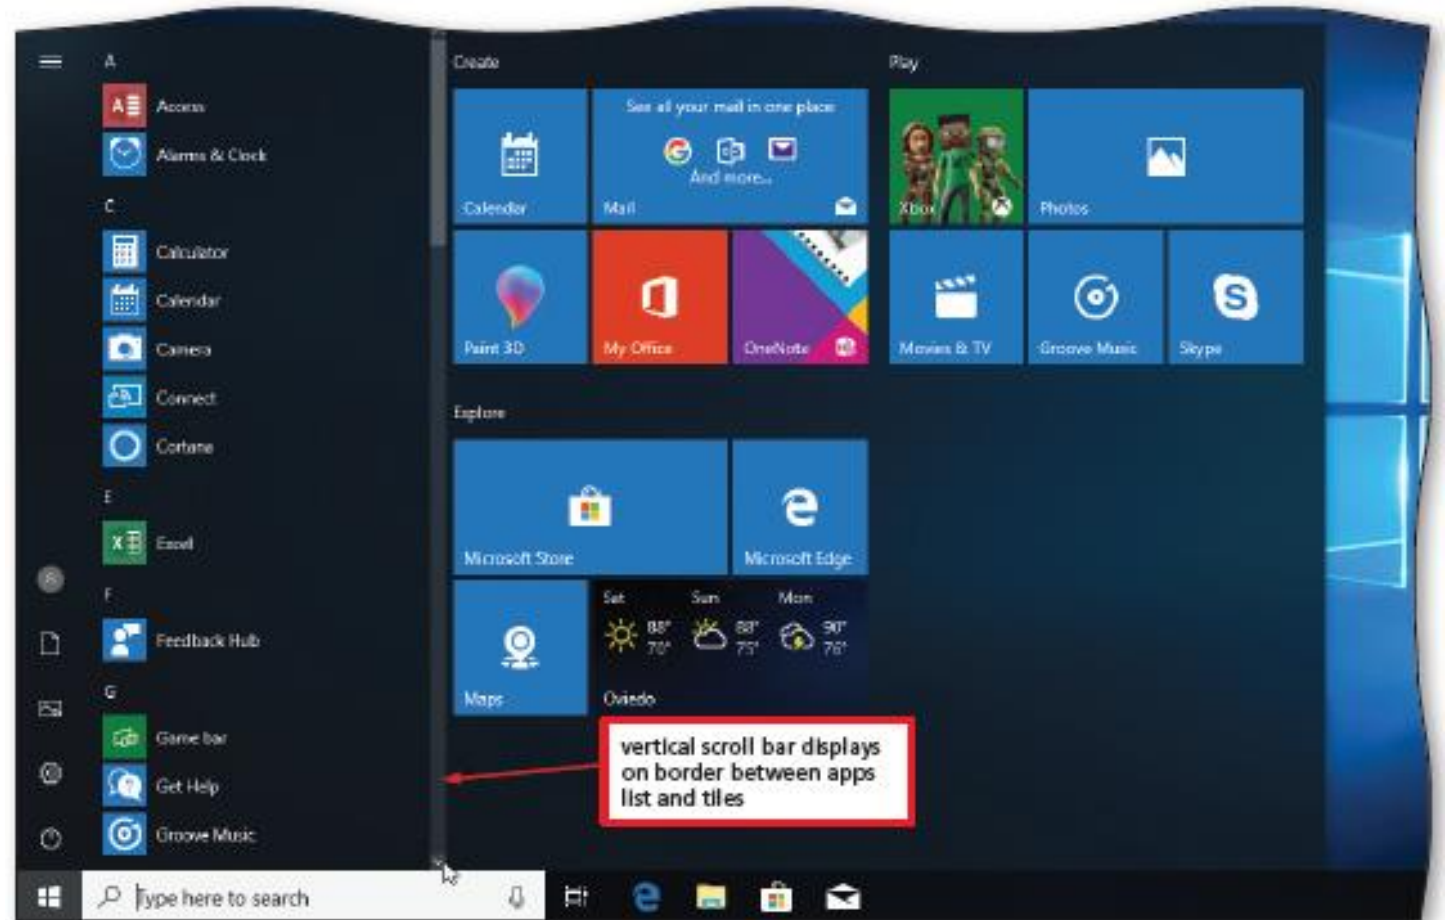 A
Access
Alarms & Clock
C
Calculator
Calendar
Camera
Connect
Cortana
E
Excel
F
Feedback Hub
G
Game bar
Get Help
Groove Music
Create
See all your mail in one place
And more...
Calendar
Mail
Paint 3D
My Office
OneNote
Explore
Microsoft Store
Microsoft Edge
Maps
Sat Sun Mon
88° 88° 90°
70° 75° 76°
Oviedo
Play
Xbox
Photos
Movies & TV
Groove Music
Skype
vertical scroll bar displays
on border between apps
list and tiles
Type here to search